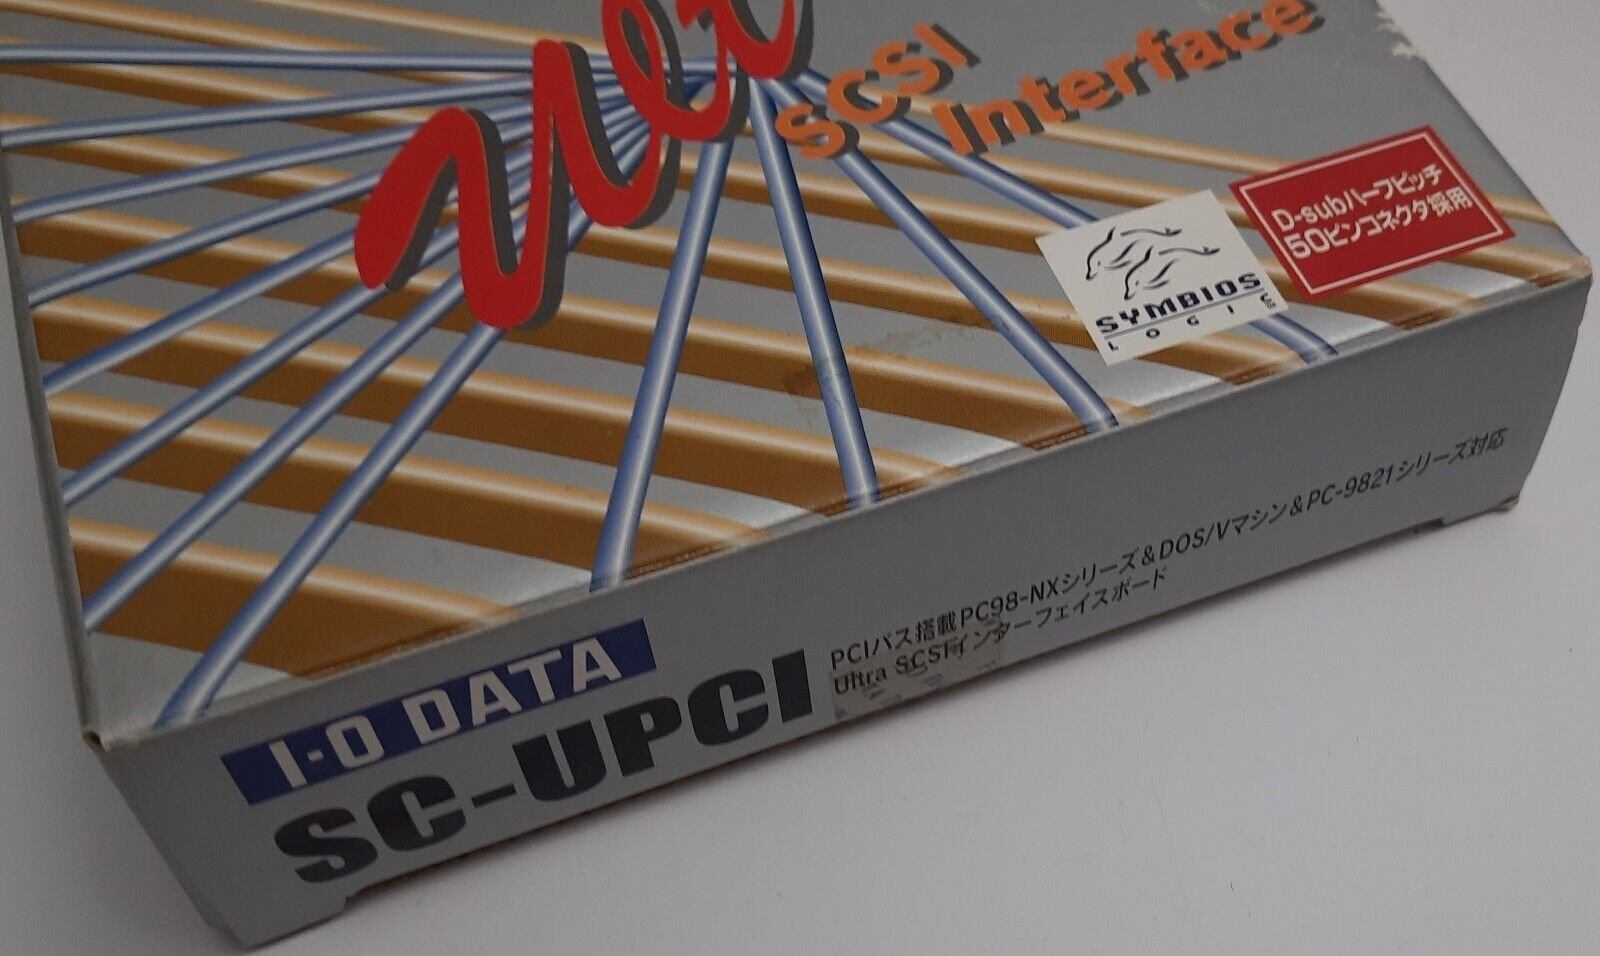 SCSI
Interface
D-subハーフピッチ
50ピンコネクタ採用
SYMBIOS
LOGIC
I·O DATA
SC-UPCI
PCIバス搭載PC98-NXシリーズ&DOS/Vマシン&PC-9821シリーズ対応
Ultra SCSIインターフェイスボード